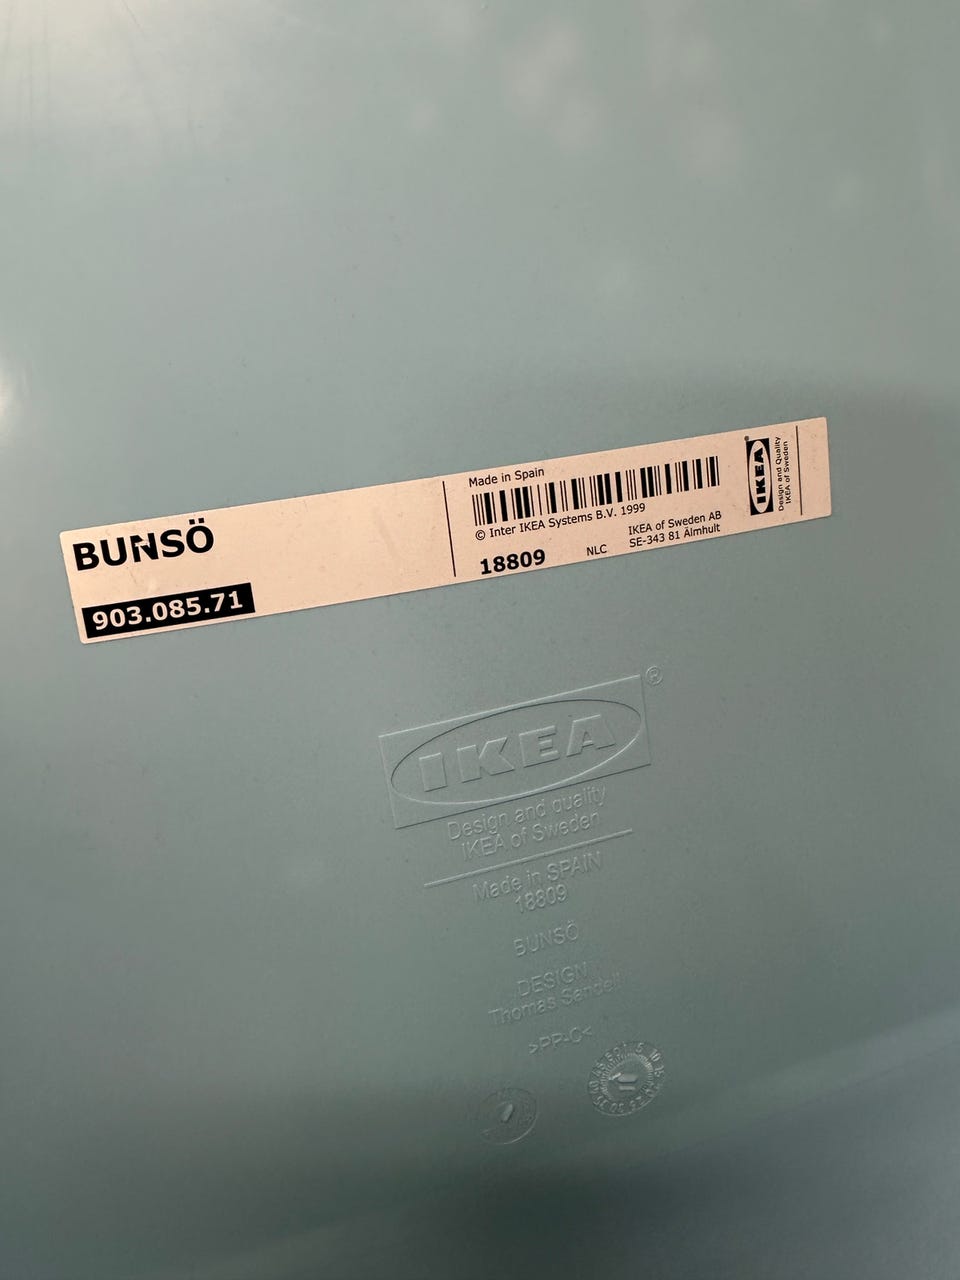 BUNSÖ
903.085.71
Made in Spain
© Inter IKEA Systems B.V. 1999
18809
NLC
IKEA of Sweden AB
SE-343 81 Älmhult
IKEA
Design and Quality
IKEA of Sweden
IKEA®
Design and quality
IKEA of Sweden
Made in SPAIN
18809
BUNSÖ
DESIGN
Thomas Sandell
>PP-C<